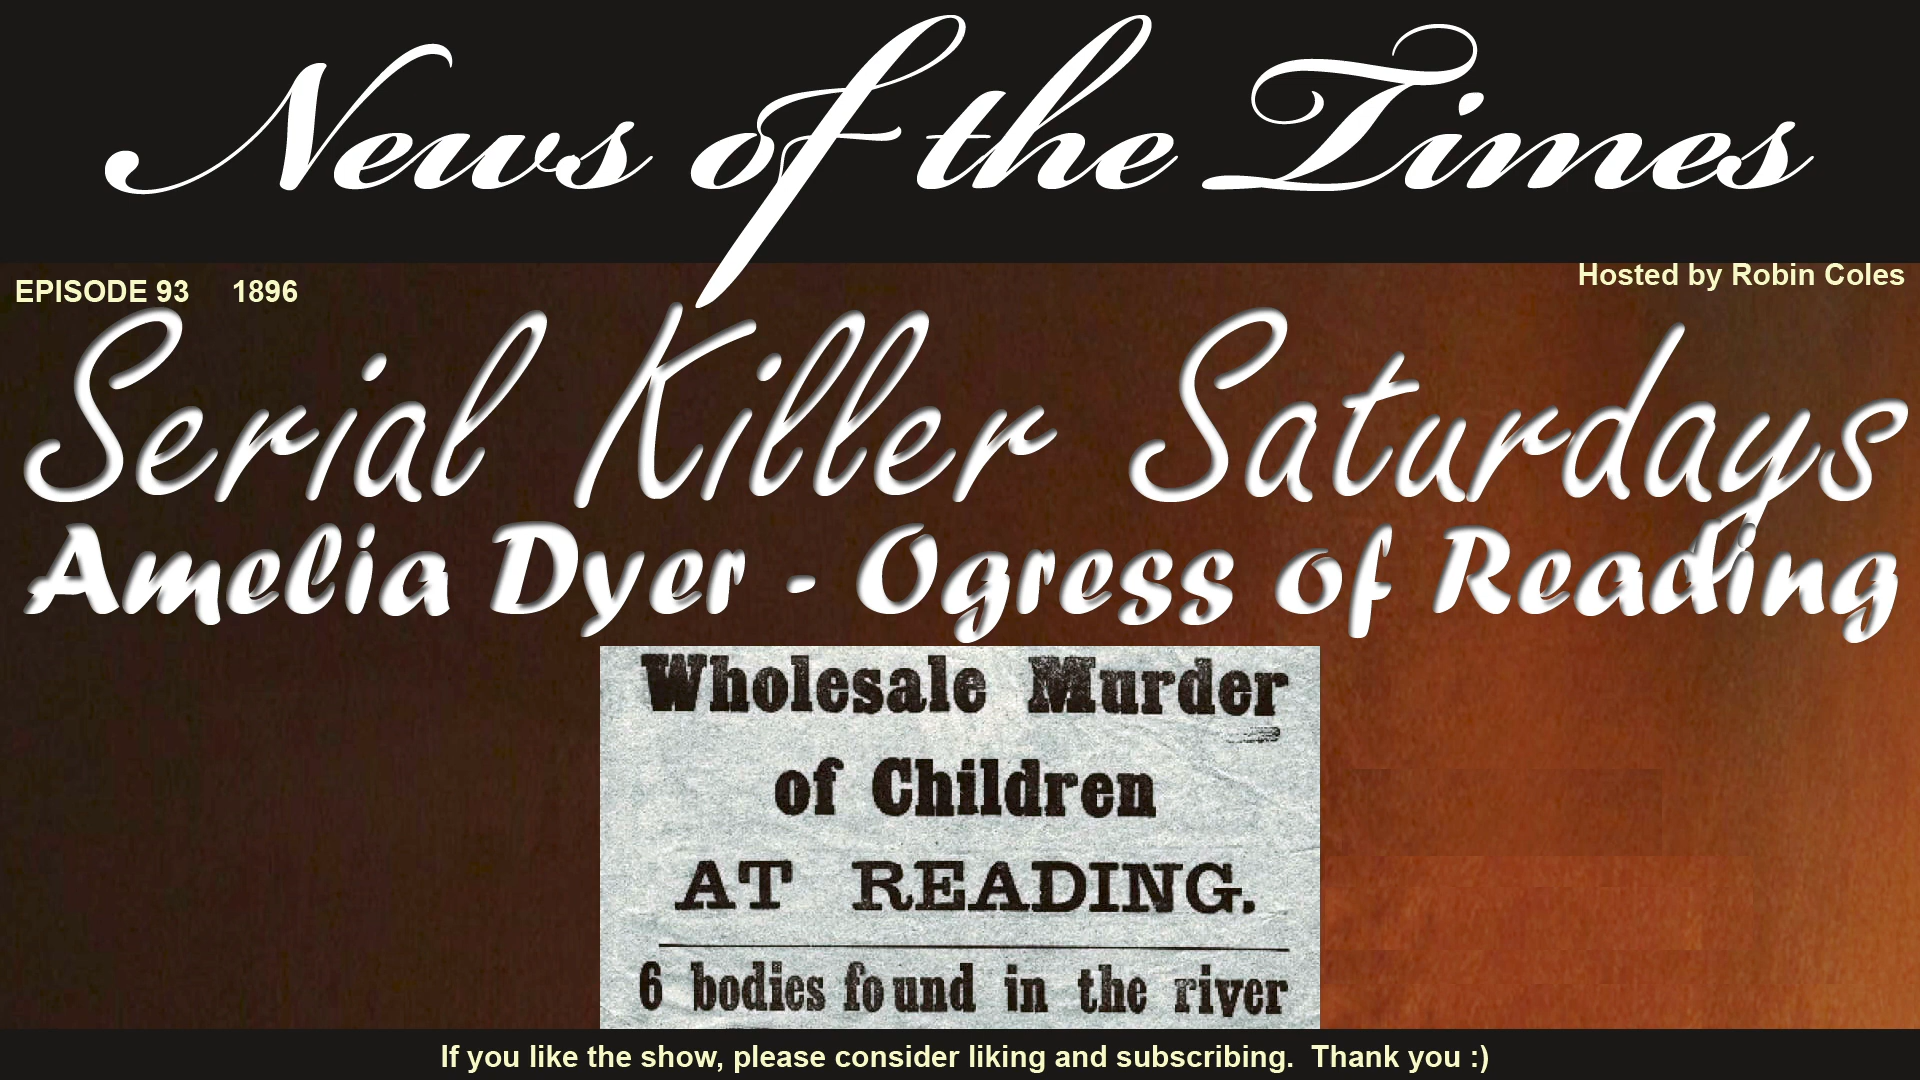 News of the Times
EPISODE 93 1896
Hosted by Robin Coles
Serial Killer Saturdays
Amelia Dyer - Ogress of Reading
Wholesale Murder
of Children
AT READING.
6 bodies found in the river
If you like the show, please consider liking and subscribing. Thank you :)